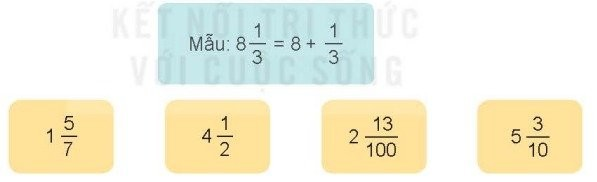 KẾT NỐI TRI THỨC
VỚI CUỘC SỐNG
Mẫu: 8 1/3 = 8 + 1/3
1 5/7
4 1/2
2 13/100
5 3/10